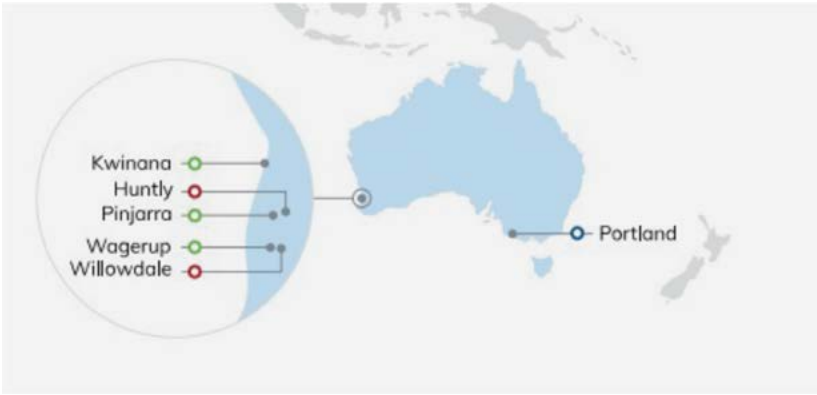 Kwinana
Huntly
Pinjarra
Wagerup
Willowdale
Portland